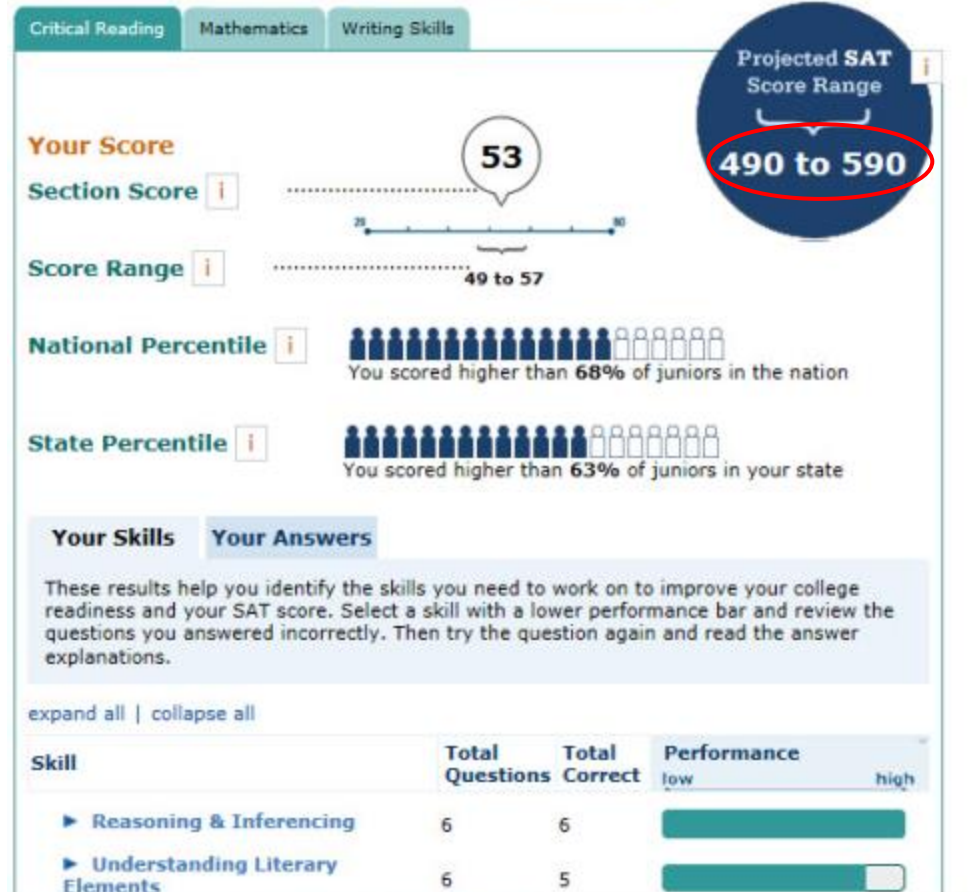 Critical Reading
Mathematics
Writing Skills
Projected SAT
Score Range
490 to 590
i
Your Score
53
Section Score i
20
80
Score Range i
49 to 57
National Percentile i
You scored higher than 68% of juniors in the nation
State Percentile i
You scored higher than 63% of juniors in your state
Your Skills
Your Answers
These results help you identify the skills you need to work on to improve your college
readiness and your SAT score. Select a skill with a lower performance bar and review the
questions you answered incorrectly. Then try the question again and read the answer
explanations.
expand all | collapse all
Skill
Total
Questions
Total
Correct
Performance
low
high
Reasoning & Inferencing
6
6
Understanding Literary
Elements
6
5